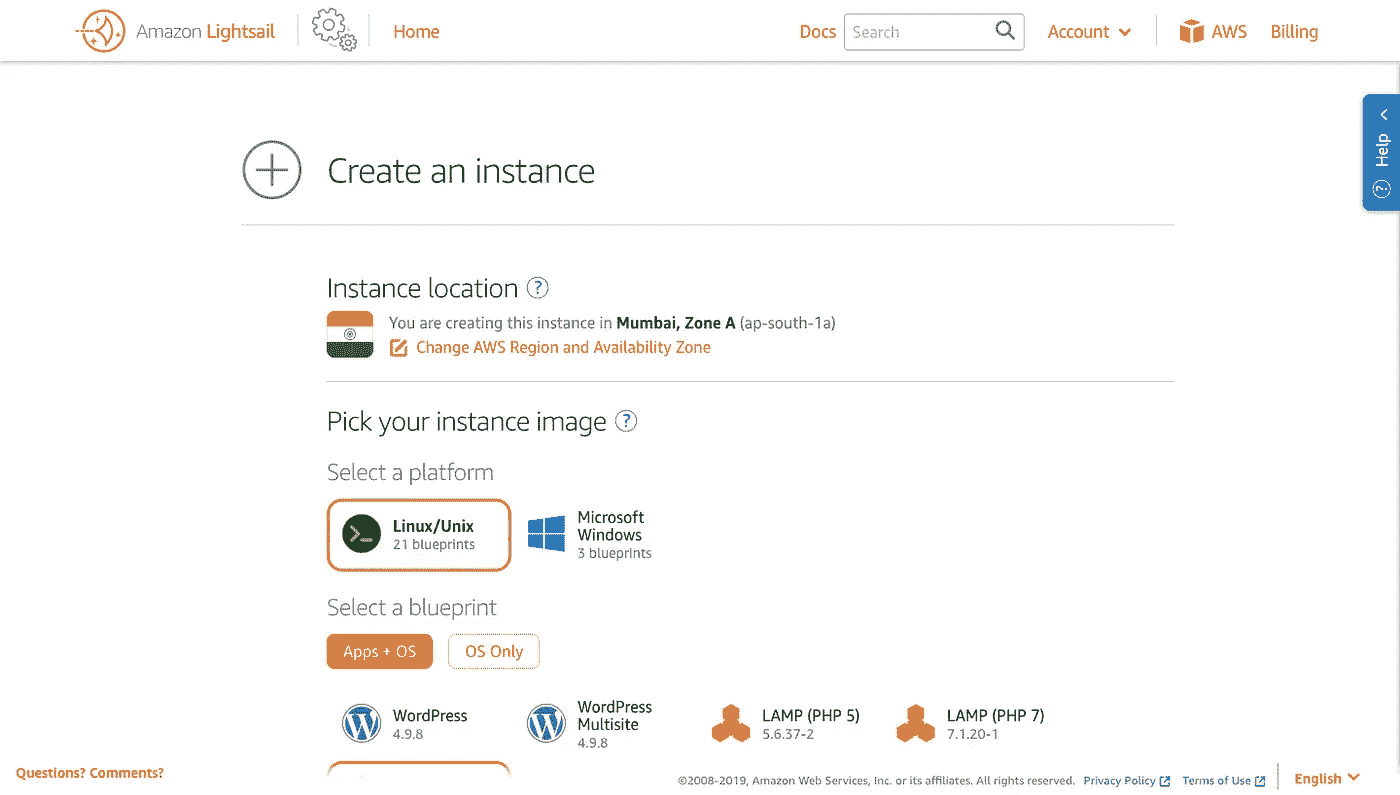 Amazon Lightsail
Home
Docs
Search
Account
AWS
Billing
Help
?
Create an instance
Instance location ?
You are creating this instance in Mumbai, Zone A (ap-south-1a)
Change AWS Region and Availability Zone
Pick your instance image ?
Select a platform
>_
Linux/Unix
21 blueprints
Microsoft
Windows
3 blueprints
Select a blueprint
Apps + OS
OS Only
WordPress
4.9.8
WordPress
Multisite
4.9.8
LAMP (PHP 5)
5.6.37-2
LAMP (PHP 7)
7.1.20-1
Questions? Comments?
©2008-2019, Amazon Web Services, Inc. or its affiliates. All rights reserved. Privacy Policy Terms of Use
English